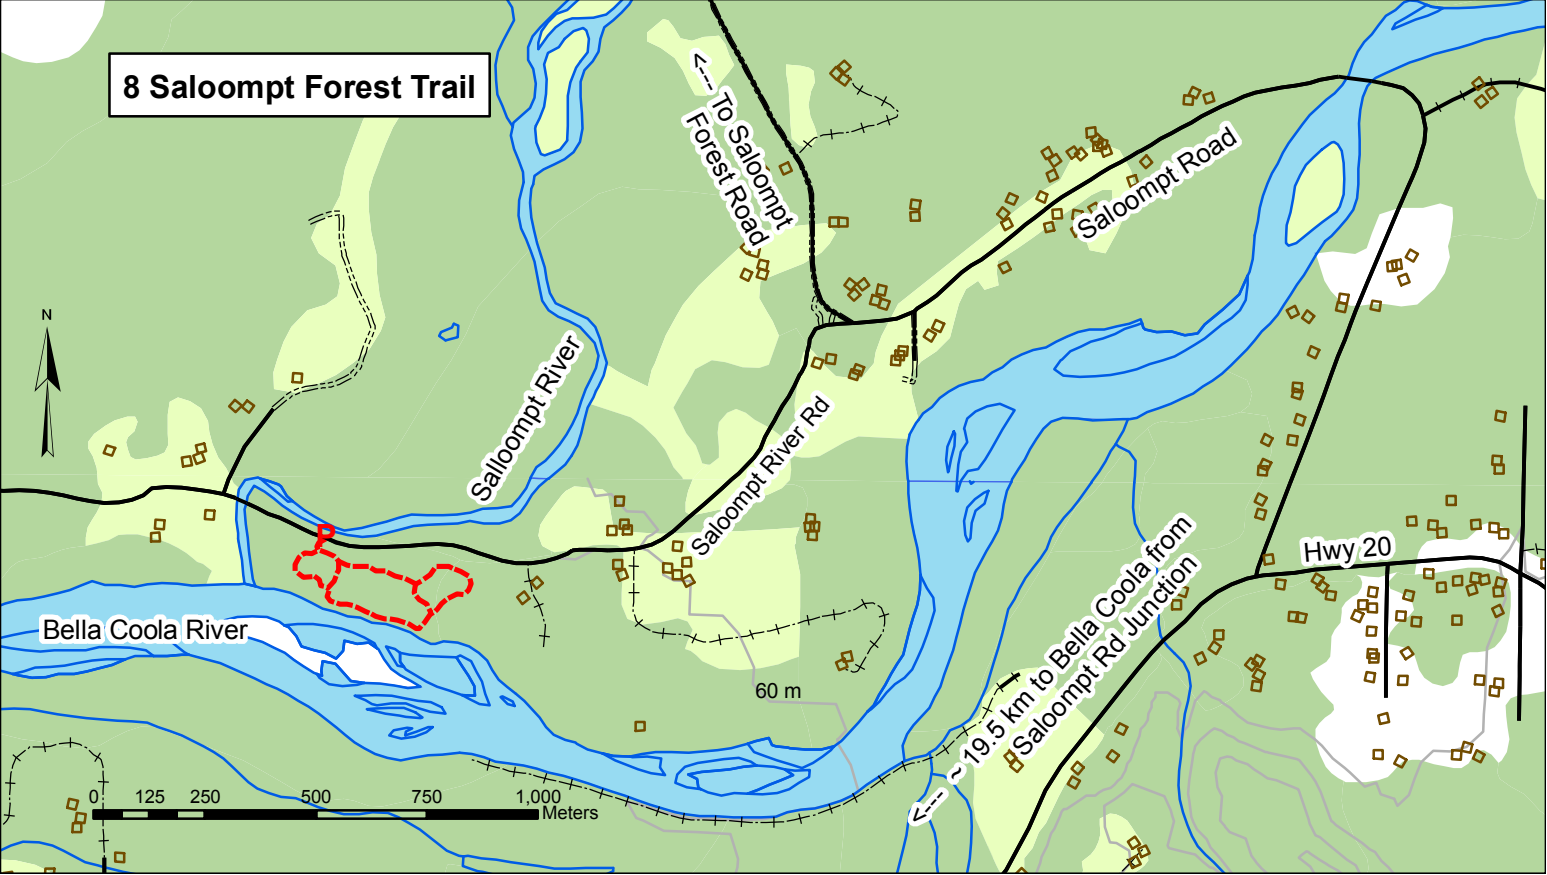 8 Saloompt Forest Trail
<--- To Saloompt
Forest Road
Saloompt Road
N
Salloompt River
Saloompt River Rd
Hwy 20
Bella Coola River
60 m
<--- ~ 19.5 km to Bella Coola from
Saloompt Rd Junction
0 125 250 500 750 1,000
Meters